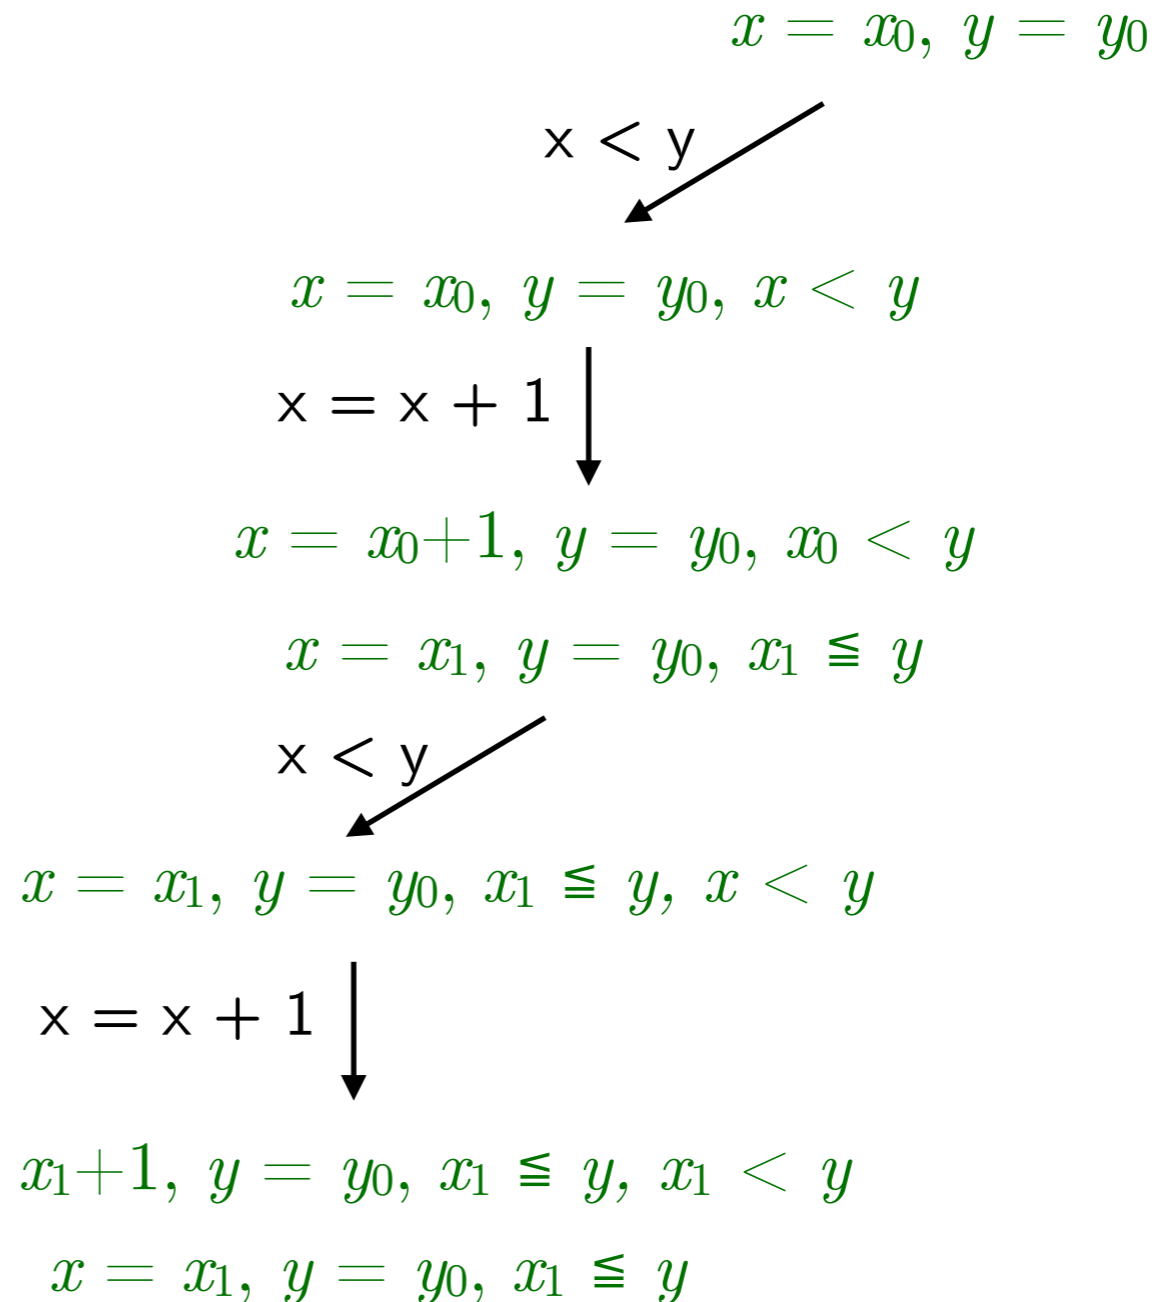 x = x₀, y = y₀
x < y
x = x₀, y = y₀, x < y
x = x + 1
x = x₀+1, y = y₀, x₀ < y
x = x₁, y = y₀, x₁ ≦ y
x < y
x = x₁, y = y₀, x₁ ≦ y, x < y
x = x + 1
x₁+1, y = y₀, x₁ ≦ y, x₁ < y
x = x₁, y = y₀, x₁ ≦ y